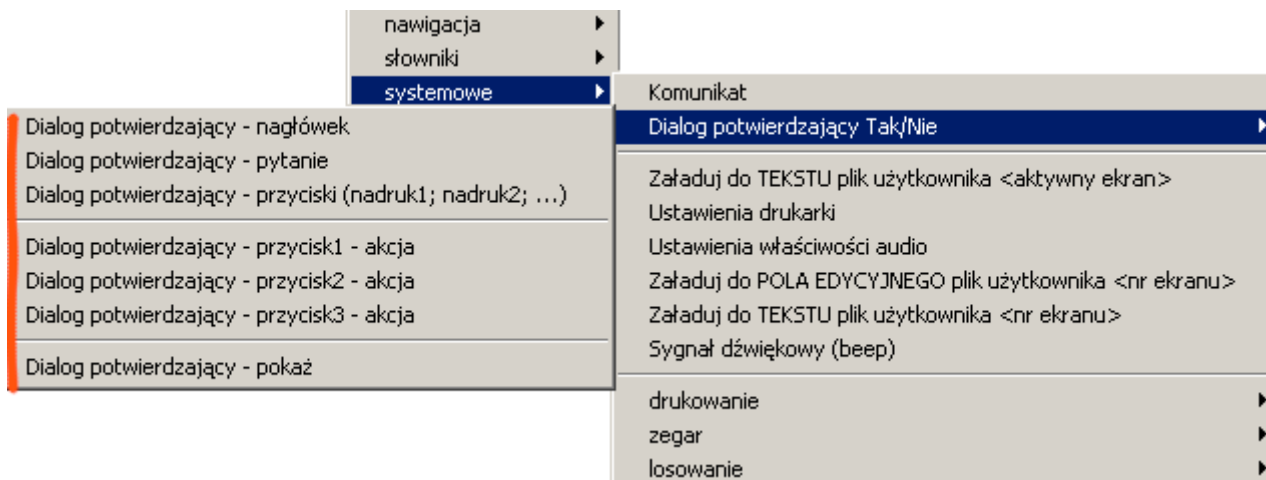 nawigacja
słowniki
systemowe
Komunikat
Dialog potwierdzający Tak/Nie
Załaduj do TEKSTU plik użytkownika <aktywny ekran>
Ustawienia drukarki
Ustawienia właściwości audio
Załaduj do POLA EDYCYJNEGO plik użytkownika <nr ekranu>
Załaduj do TEKSTU plik użytkownika <nr ekranu>
Sygnał dźwiękowy (beep)
drukowanie
zegar
losowanie
Dialog potwierdzający - nagłówek
Dialog potwierdzający - pytanie
Dialog potwierdzający - przyciski (nadruk1; nadruk2; ...)
Dialog potwierdzający - przycisk1 - akcja
Dialog potwierdzający - przycisk2 - akcja
Dialog potwierdzający - przycisk3 - akcja
Dialog potwierdzający - pokaż